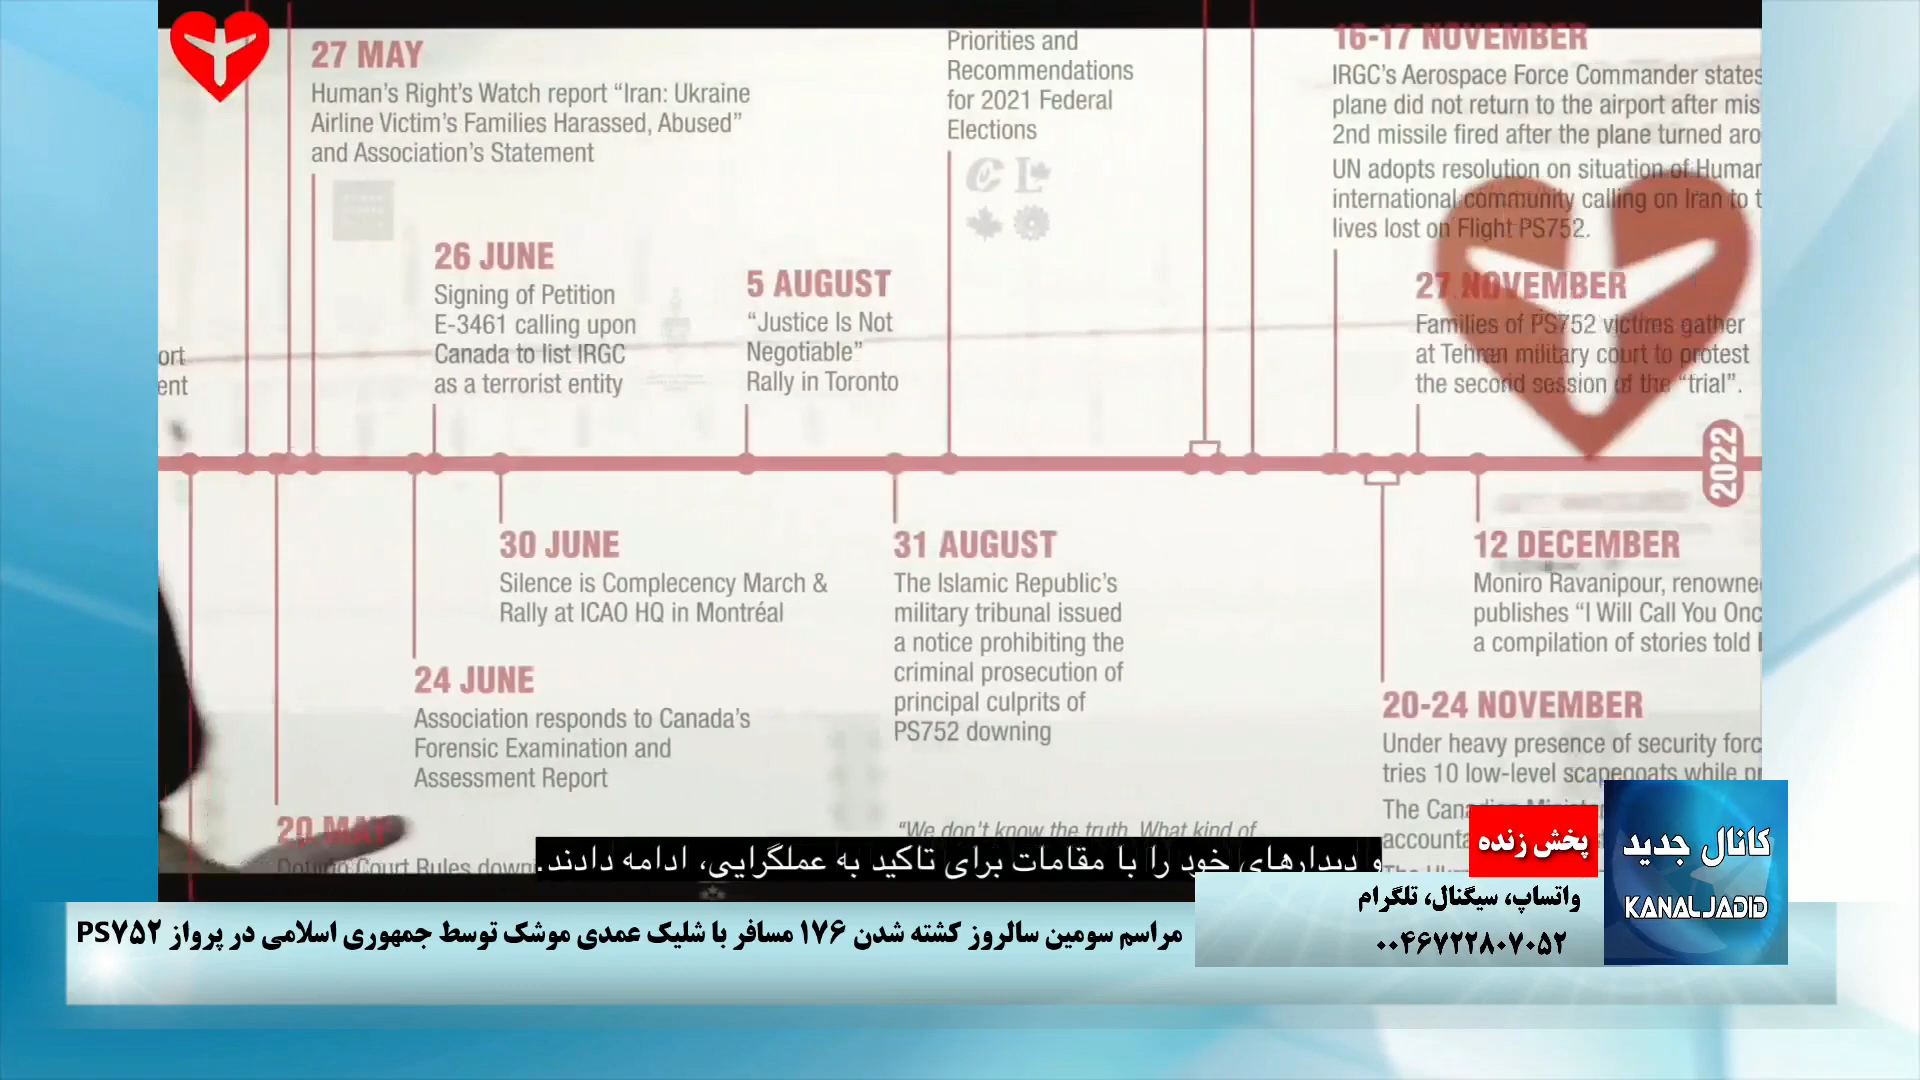 27 MAY
Human's Right's Watch report “Iran: Ukraine
Airline Victim's Families Harassed, Abused”
and Association's Statement
26 JUNE
Signing of Petition
E-3461 calling upon
Canada to list IRGC
as a terrorist entity
5 AUGUST
“Justice Is Not
Negotiable”
Rally in Toronto
Priorities and
Recommendations
for 2021 Federal
Elections
16-17 NOVEMBER
IRGC's Aerospace Force Commander states
plane did not return to the airport after mis
2nd missile fired after the plane turned aro
UN adopts resolution on situation of Human
international community calling on Iran to t
lives lost on Flight PS752.
27 NOVEMBER
Families of PS752 victims gather
at Tehran military court to protest
the second session of the “trial”.
ort
ent
2022
30 JUNE
Silence is Complecency March &
Rally at ICAO HQ in Montréal
24 JUNE
Association responds to Canada's
Forensic Examination and
Assessment Report
20 MAY
Court Rules down
31 AUGUST
The Islamic Republic's
military tribunal issued
a notice prohibiting the
criminal prosecution of
principal culprits of
PS752 downing
“We don't know the truth. What kind of
12 DECEMBER
Moniro Ravanipour, renowne
publishes “I Will Call You Onc
a compilation of stories told
20-24 NOVEMBER
Under heavy presence of security forc
tries 10 low-level scapegoats while pr
The Canadian
accounta
و دیدارهای خود را با مقامات برای تاکید به عملگرایی، ادامه دادند.
پخش زنده
کانال جدید
KANAL JADID
واتساپ، سیگنال، تلگرام
۰۰۴۶۷۲۲۸۰۷۰۵۲
مراسم سومین سالروز کشته شدن ۱۷۶ مسافر با شلیک عمدی موشک توسط جمهوری اسلامی در پرواز PS۷۵۲